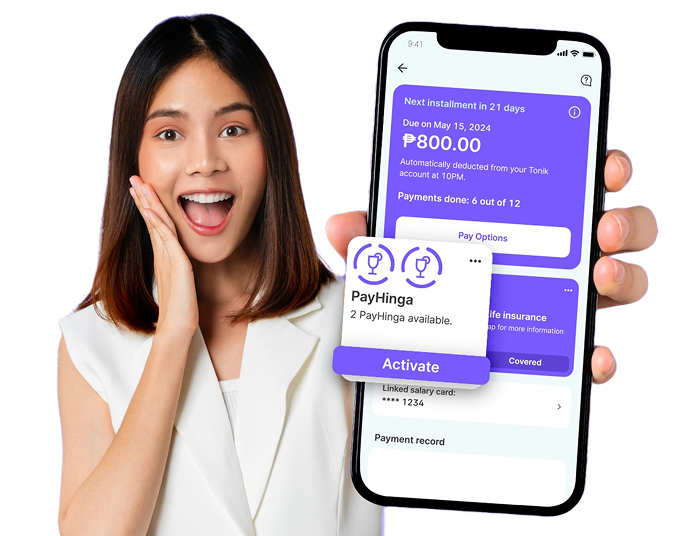 9:41
Next installment in 21 days
Due on May 15, 2024
₱800.00
Automatically deducted from your Tonik
account at 10PM.
Payments done: 6 out of 12
Pay Options
PayHinga
2 PayHinga available.
Activate
ife insurance
ap for more information
Covered
Linked salary card:
**** 1234
Payment record